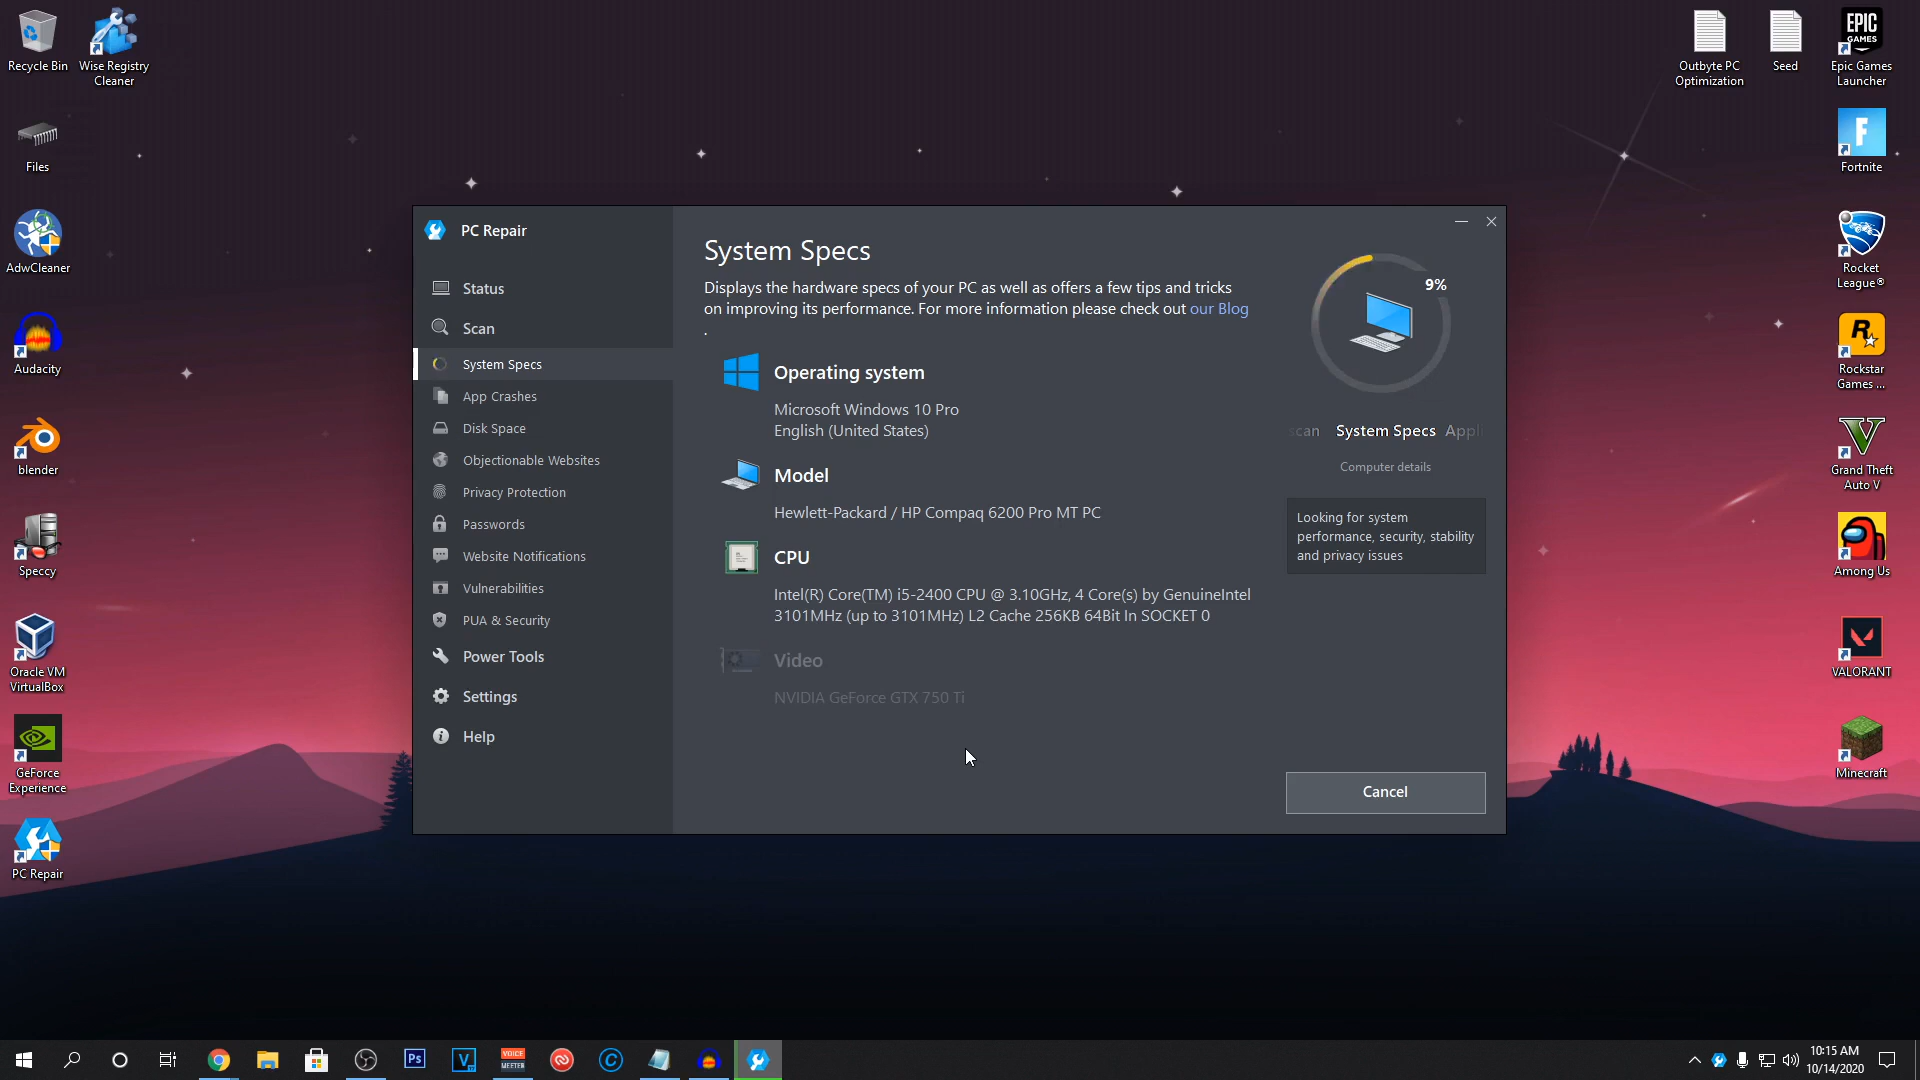 Recycle Bin
Wise Registry
Cleaner
Files
AdwCleaner
Audacity
blender
Speccy
Oracle VM
VirtualBox
GeForce
Experience
PC Repair
Outbyte PC
Optimization
Seed
EPIC
GAMES
Epic Games
Launcher
F
Fortnite
Rocket
League®
R
Rockstar
Games ...
V
Grand Theft
Auto V
Among Us
VALORANT
Minecraft
PC Repair
Status
Scan
System Specs
App Crashes
Disk Space
Objectionable Websites
Privacy Protection
Passwords
Website Notifications
Vulnerabilities
PUA & Security
Power Tools
Settings
Help
System Specs
Displays the hardware specs of your PC as well as offers a few tips and tricks
on improving its performance. For more information please check out our Blog
.
Operating system
Microsoft Windows 10 Pro
English (United States)
Model
Hewlett-Packard / HP Compaq 6200 Pro MT PC
CPU
Intel(R) Core(TM) i5-2400 CPU @ 3.10GHz, 4 Core(s) by GenuineIntel
3101MHz (up to 3101MHz) L2 Cache 256KB 64Bit In SOCKET 0
Video
NVIDIA GeForce GTX 750 Ti
9%
scan System Specs Appli
Computer details
Looking for system
performance, security, stability
and privacy issues
Cancel
Ps
V
VOICE
MEETER
C
10:15 AM
10/14/2020